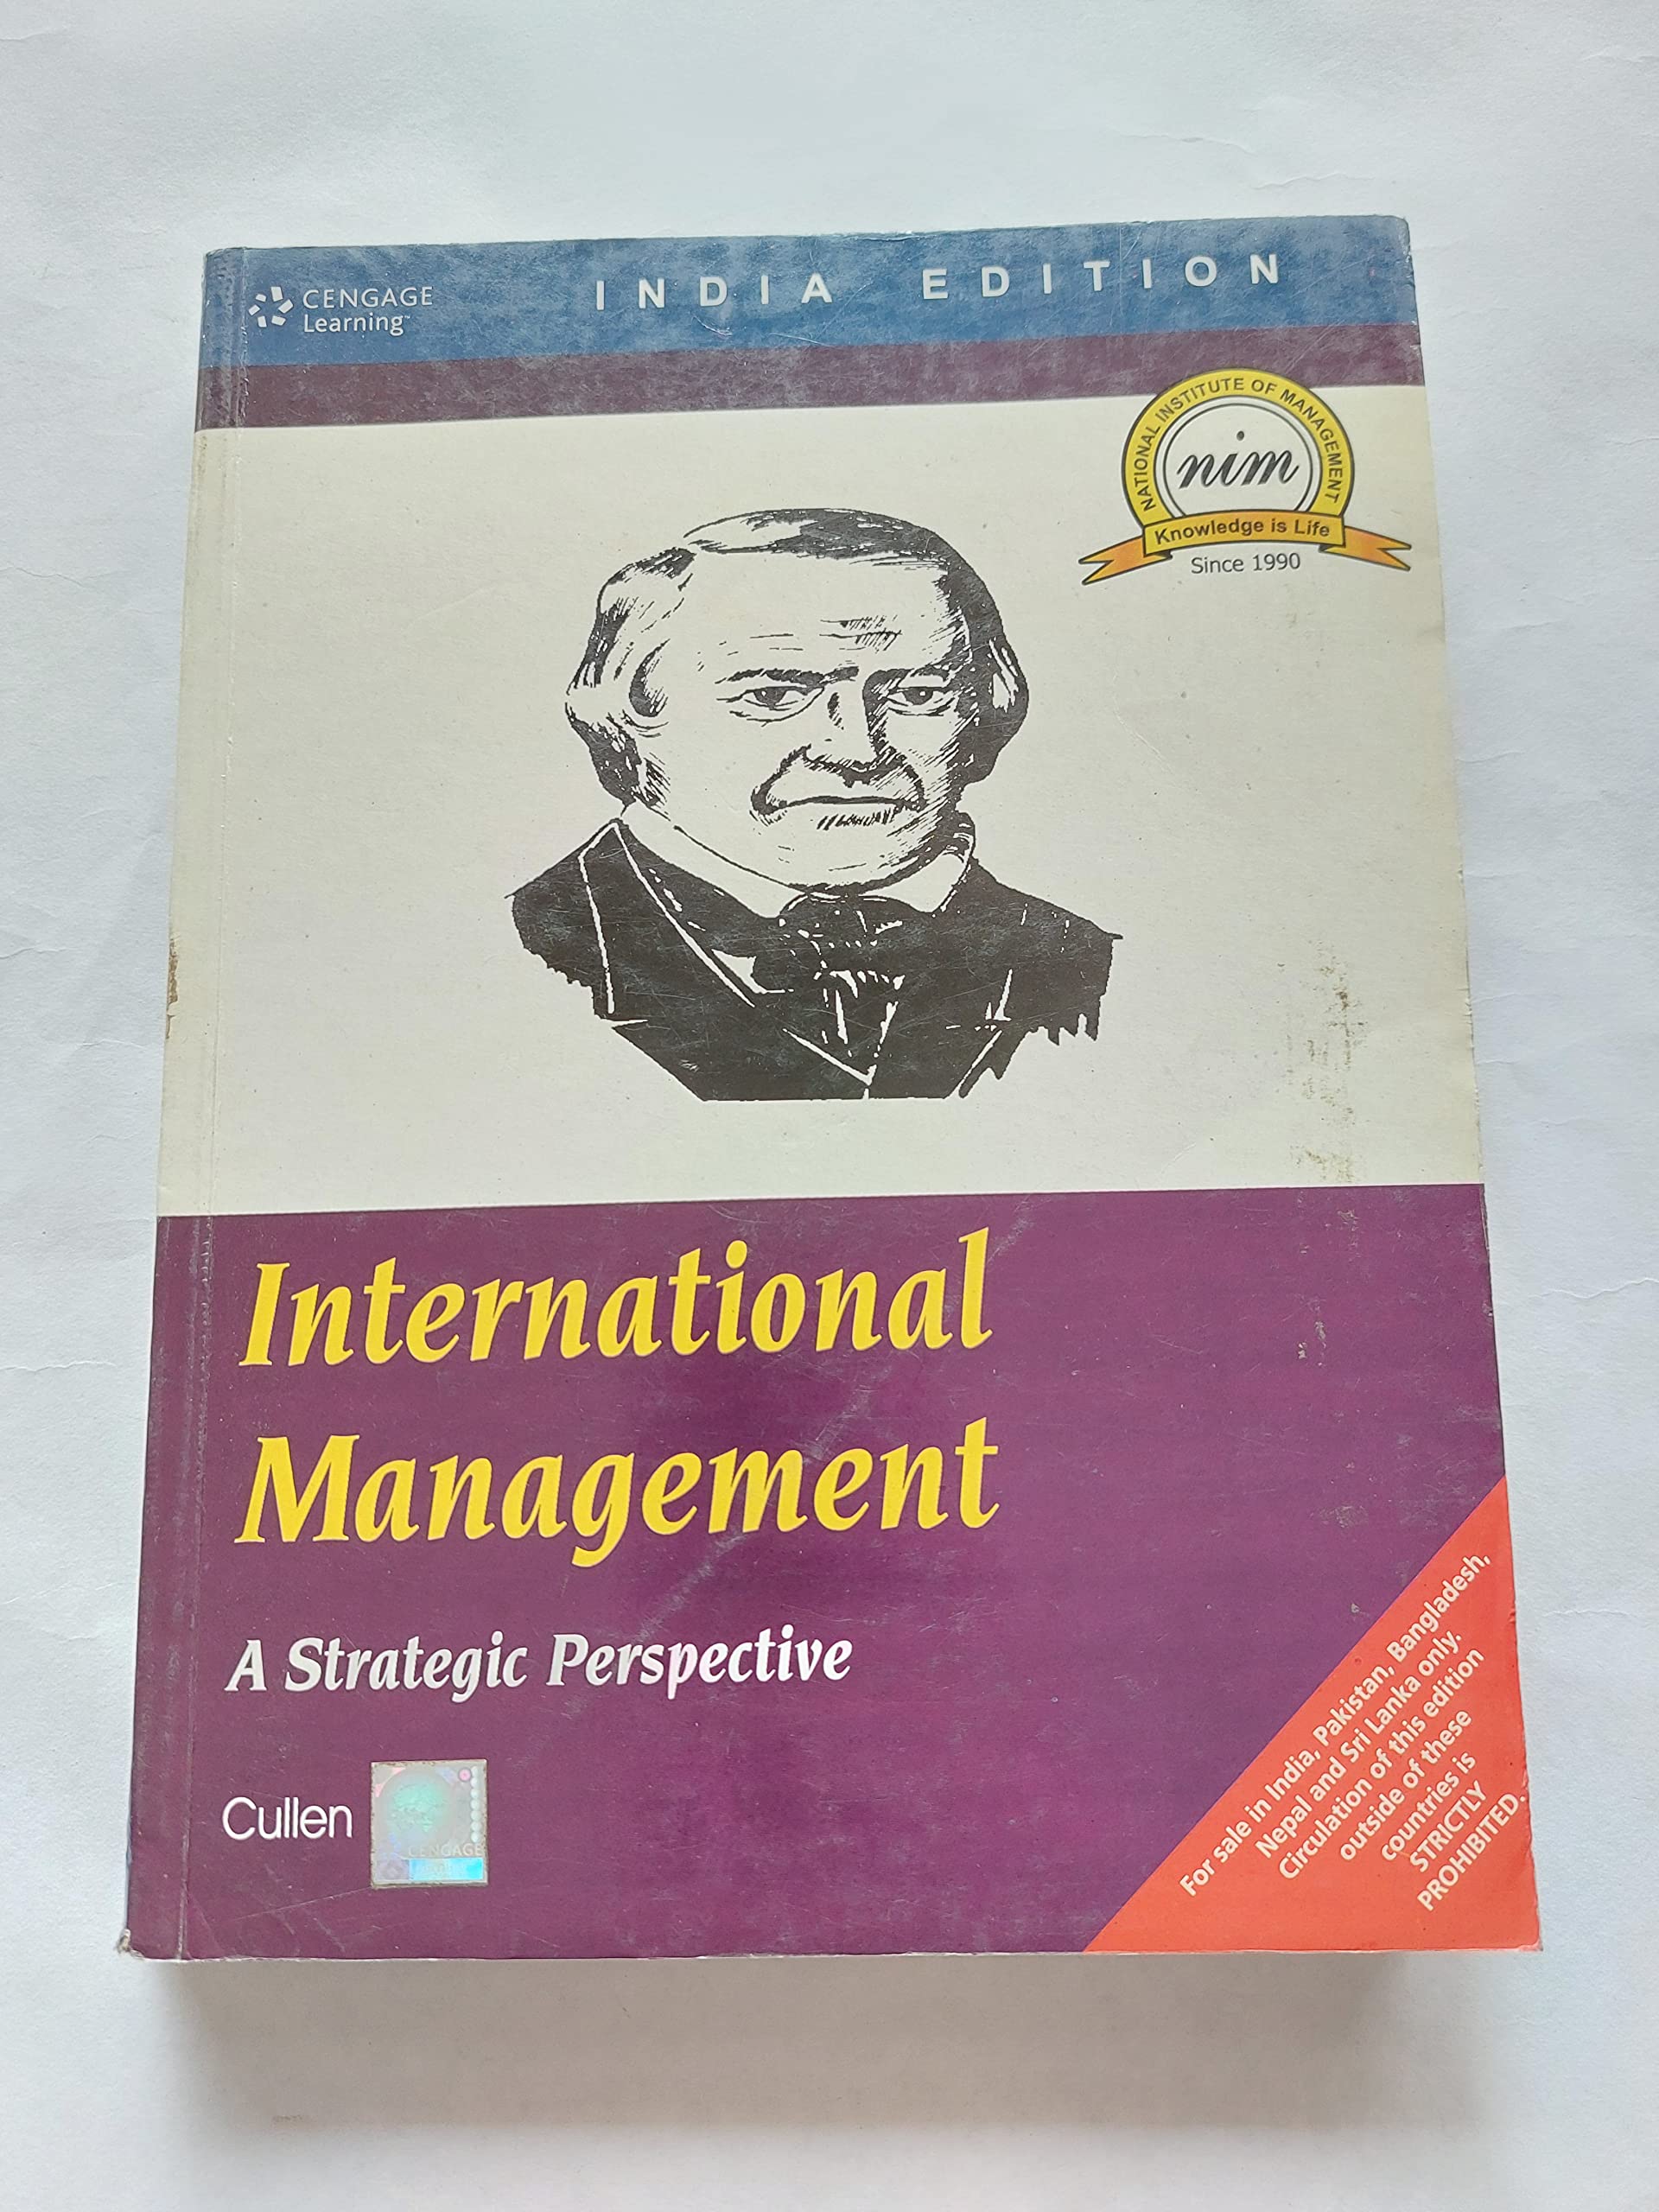 CENGAGE
Learning™
INDIA EDITION
NATIONAL INSTITUTE OF MANAGEMENT
nim
Knowledge is Life
Since 1990
International
Management
A Strategic Perspective
Cullen
CENGAGE
For sale in India, Pakistan, Bangladesh,
Nepal and Sri Lanka only.
Circulation of this edition
outside of these
countries is
STRICTLY
PROHIBITED.